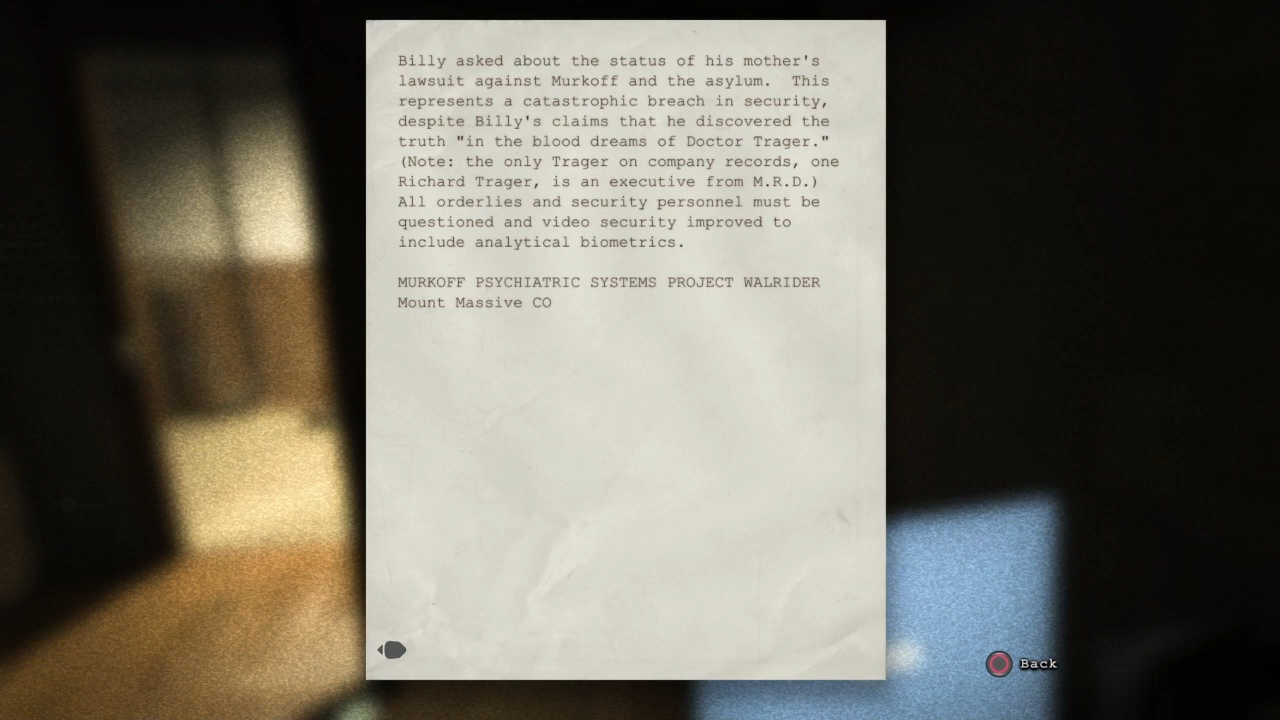 Billy asked about the status of his mother's
lawsuit against Murkoff and the asylum.  This
represents a catastrophic breach in security,
despite Billy's claims that he discovered the
truth "in the blood dreams of Doctor Trager."
(Note: the only Trager on company records, one
Richard Trager, is an executive from M.R.D.)
All orderlies and security personnel must be
questioned and video security improved to
include analytical biometrics.

MURKOFF PSYCHIATRIC SYSTEMS PROJECT WALRIDER
Mount Massive CO
Back